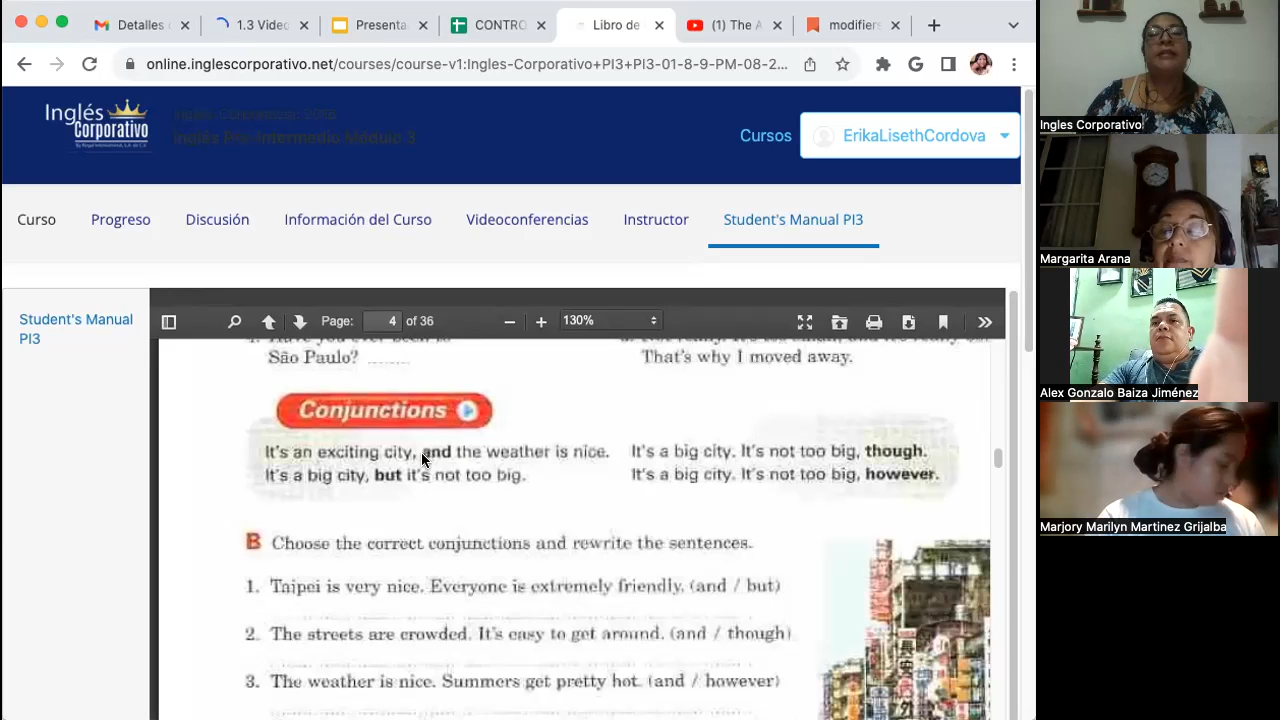 Detalles
1.3 Video
Presenta
CONTRO
Libro de
(1) The A
modifier
online.inglescorporativo.net/courses/course-v1:Ingles-Corporativo+PI3+PI3-01-8-9-PM-08-2...
Inglés
Corporativo
Inglés Pre-Intermedio Módulo 3
Cursos
ErikaLisethCordova
Curso
Progreso
Discusión
Información del Curso
Videoconferencias
Instructor
Student's Manual PI3
Student's Manual
PI3
Page: 4 of 36
130%
São Paulo?
That's why I moved away.
Conjunctions
It's an exciting city, and the weather is nice.
It's a big city, but it's not too big.
It's a big city. It's not too big, though.
It's a big city. It's not too big, however.
B Choose the correct conjunctions and rewrite the sentences.
1. Taipei is very nice. Everyone is extremely friendly. (and / but)
2. The streets are crowded. It's easy to get around. (and / though)
3. The weather is nice. Summers get pretty hot. (and / however)
Ingles Corporativo
Margarita Arana
Alex Gonzalo Baiza Jiménez
Marjory Marilyn Martinez Grijalba